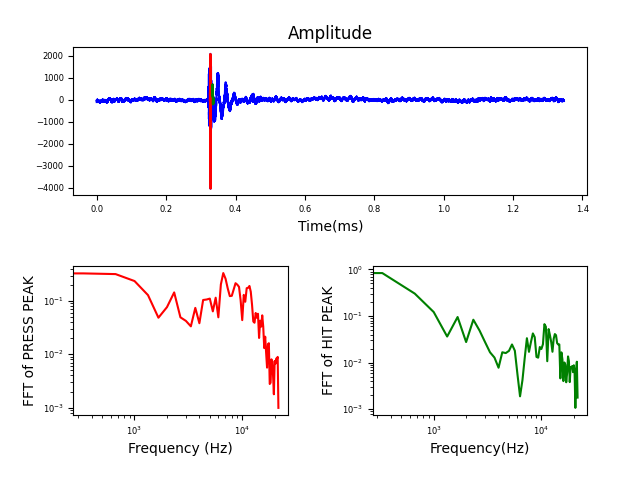 Amplitude
2000
1000
0
−1000
−2000
−3000
−4000
0.0 0.2 0.4 0.6 0.8 1.0 1.2 1.4
Time(ms)
FFT of PRESS PEAK
10⁻¹
10⁻²
10⁻³
10³ 10⁴
Frequency (Hz)
FFT of HIT PEAK
10⁰
10⁻¹
10⁻²
10⁻³
10³ 10⁴
Frequency(Hz)